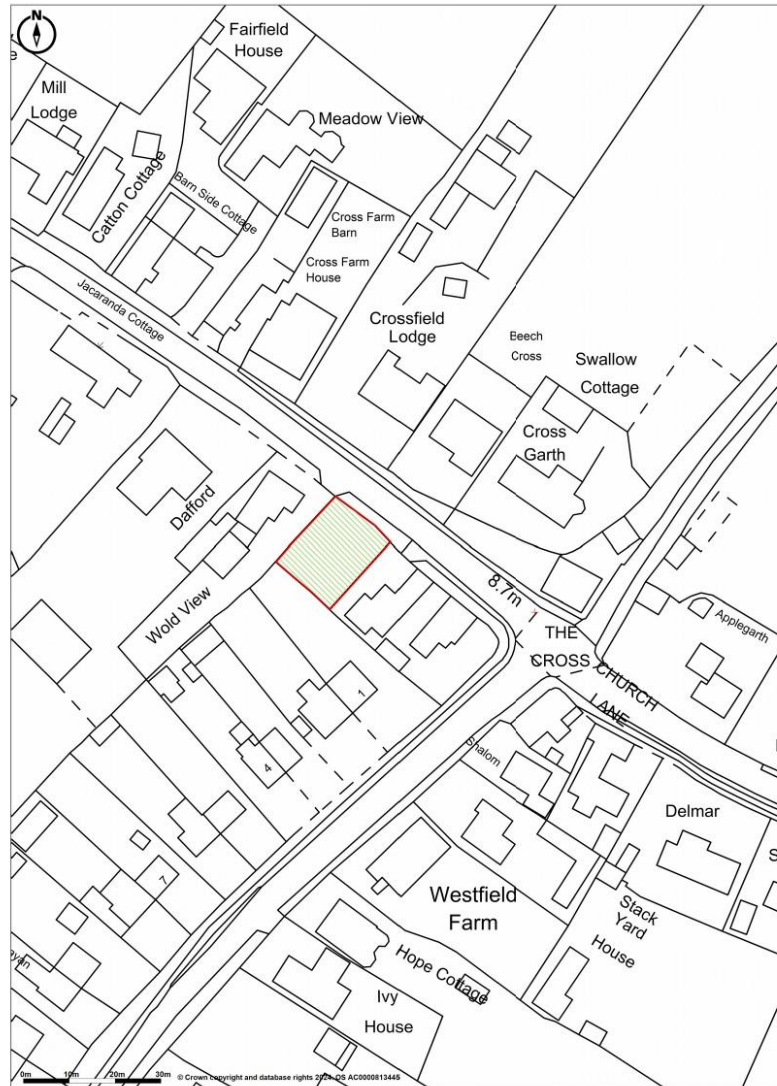 Fairfield
House
Mill
Lodge
Meadow View
Catton Cottage
Barn Side Cottage
Cross Farm
Barn
Cross Farm
House
Jacaranda Cottage
Crossfield
Lodge
Beech
Cross
Swallow
Cottage
Cross
Garth
Dafford
8.7m
Wold View
THE
CROSS
CHURCH
LANE
Applegarth
1
4
7
Shalom
Delmar
Westfield
Farm
Stack
Yard
House
Hope Cottage
Ivy
House
0m 10m 20m 30m
© Crown copyright and database rights 2024. OS AC0000813445